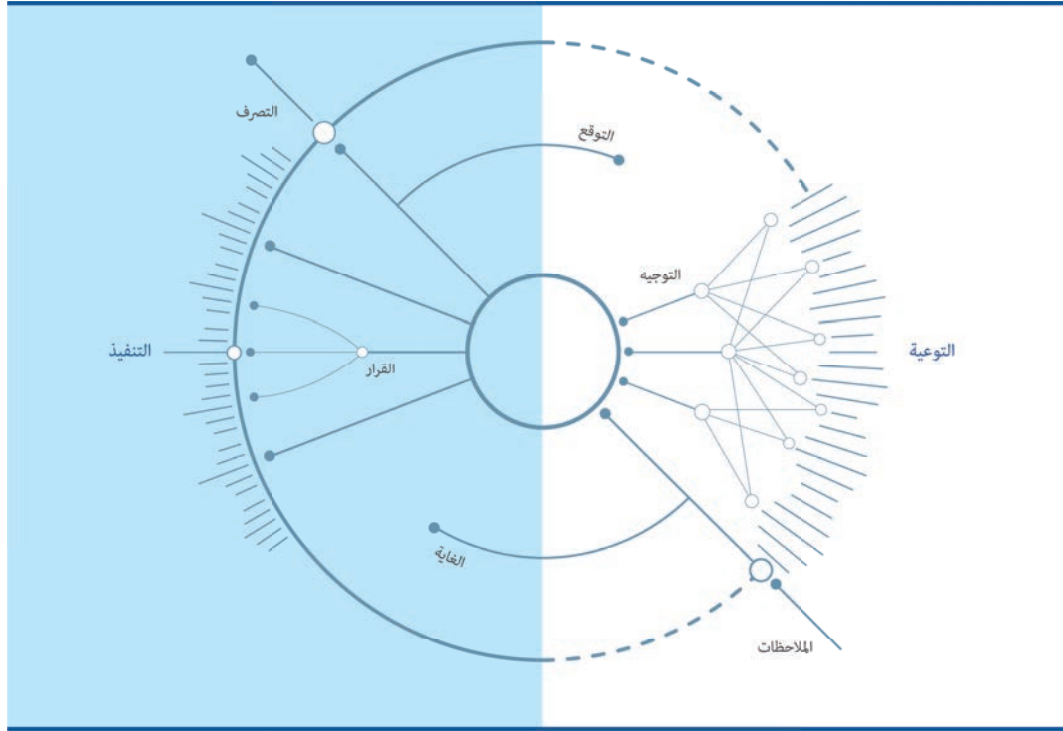 التصرف
التوقع
التوجيه
التوعية
التنفيذ
القرار
الغاية
الملاحظات